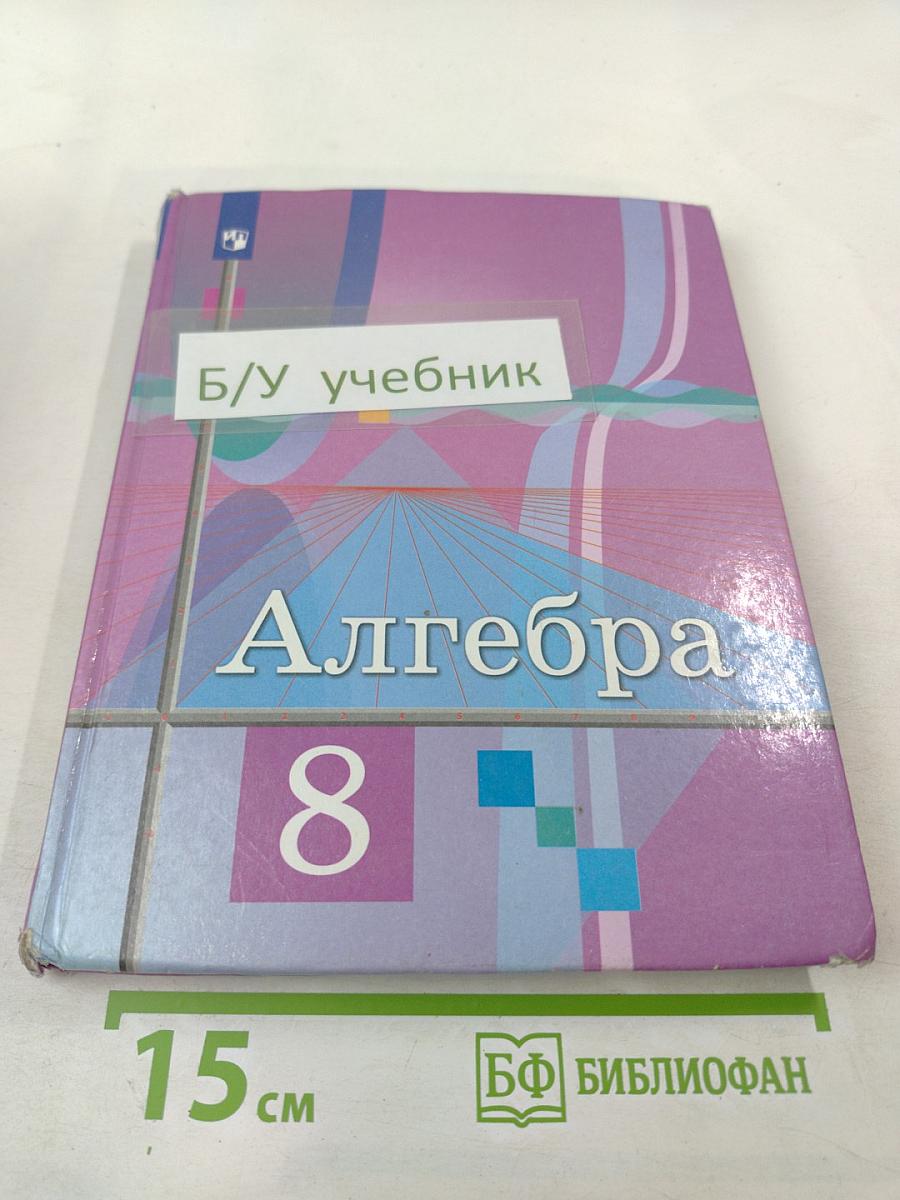 Б/У учебник
Алгебра
8
15 см
БФ БИБЛИОФАН